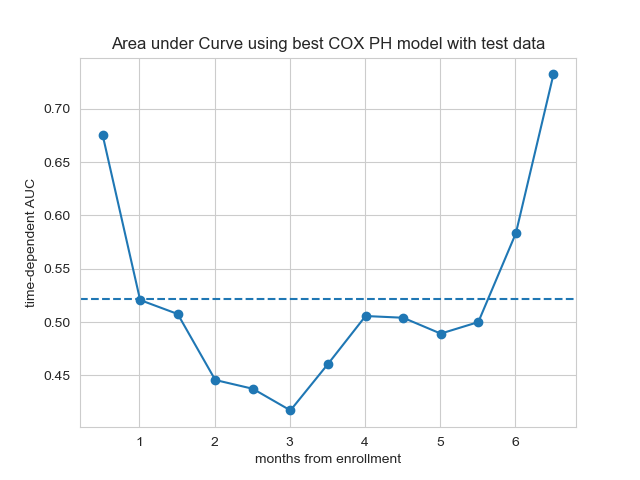 Area under Curve using best COX PH model with test data
time-dependent AUC
0.70
0.65
0.60
0.55
0.50
0.45
1 2 3 4 5 6
months from enrollment